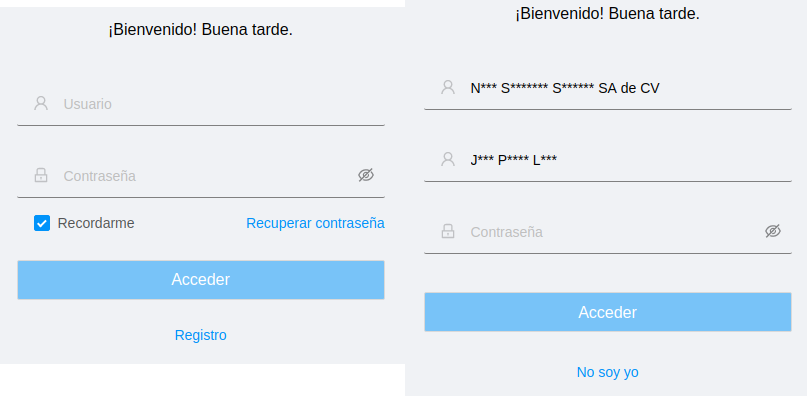 ¡Bienvenido! Buena tarde.
Usuario
Contraseña
Recordarme
Recuperar contraseña
Acceder
Registro
¡Bienvenido! Buena tarde.
N*** S******* S****** SA de CV
J*** P**** L***
Contraseña
Acceder
No soy yo